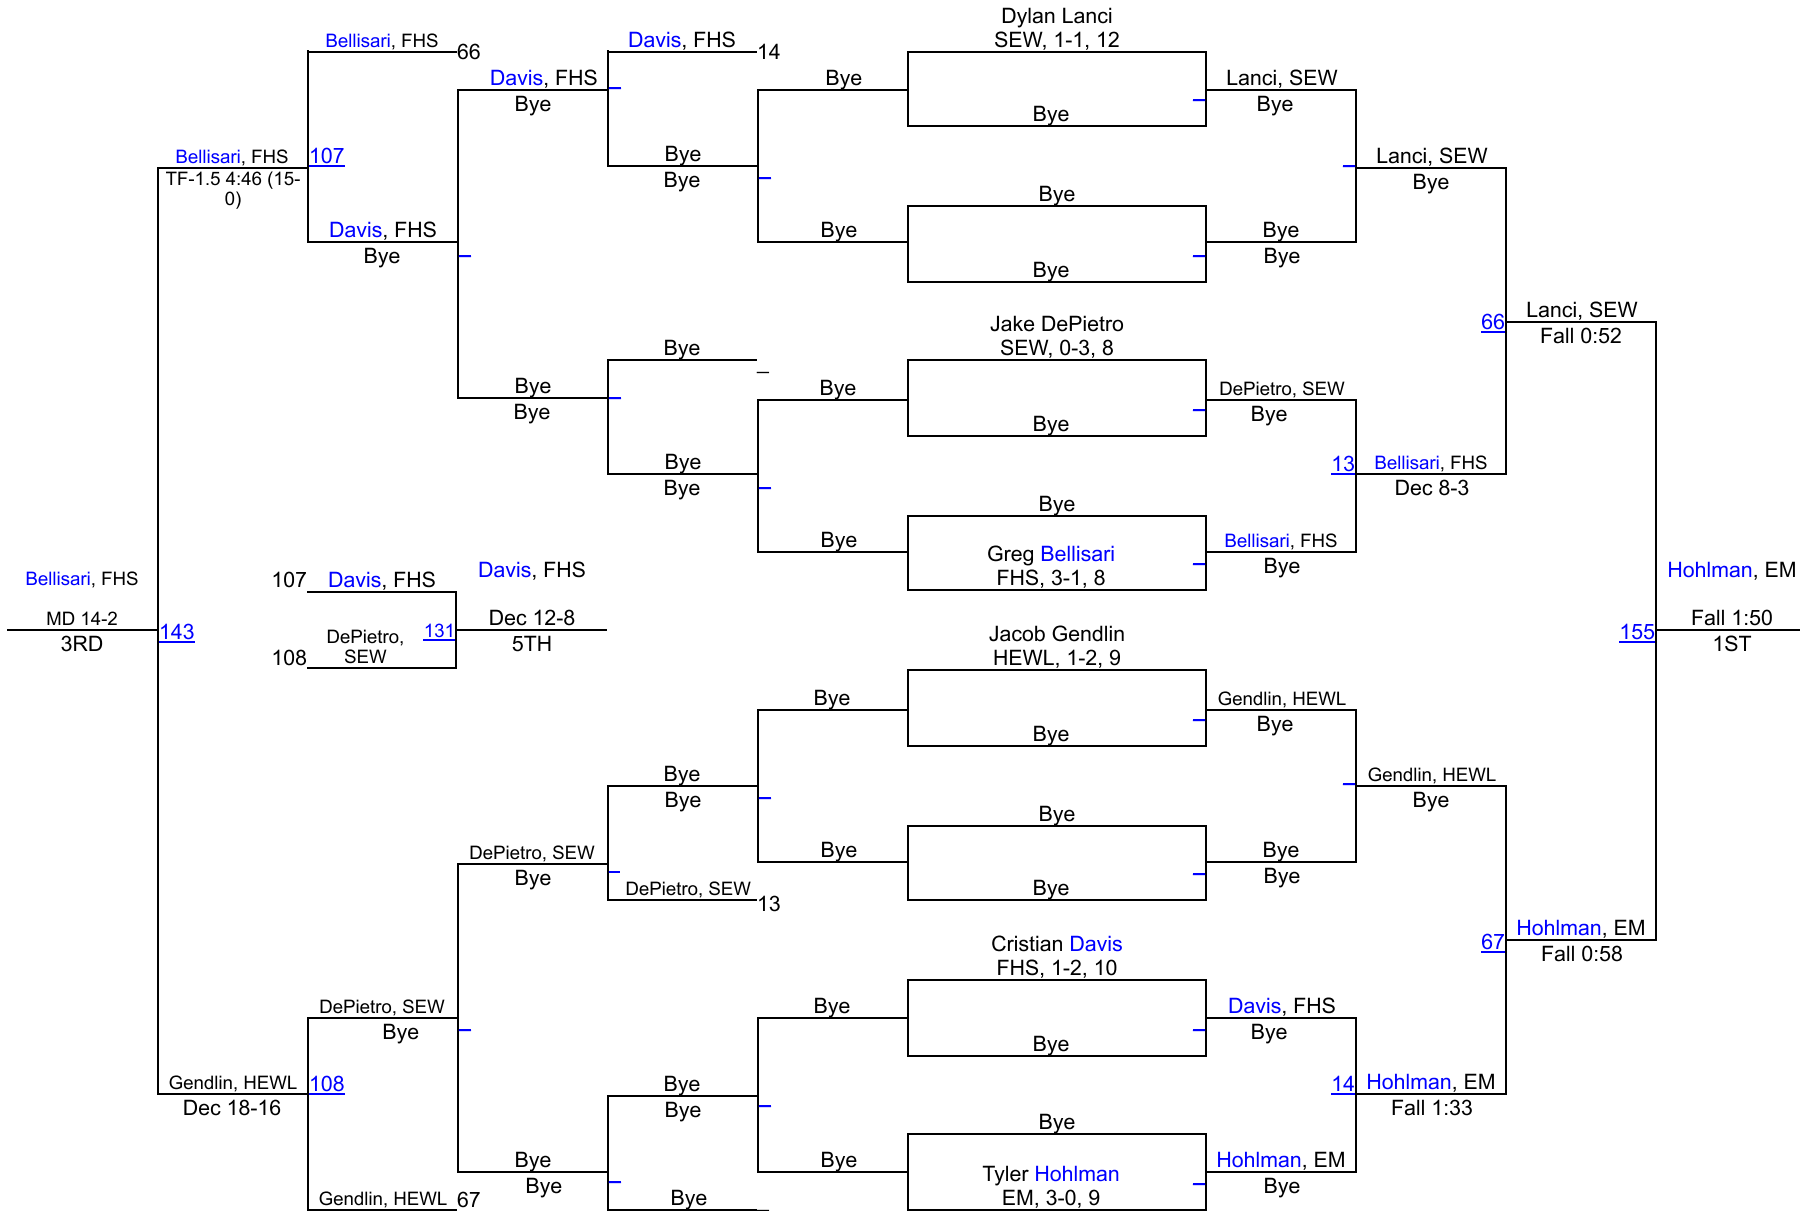 Dylan Lanci
SEW, 1-1, 12
Bellisari, FHS
66
Davis, FHS
14
Davis, FHS
Bye
Bye
Lanci, SEW
Bye
Bye
Bellisari, FHS
107
TF-1.5 4:46 (15-
0)
Bye
Bye
Lanci, SEW
Bye
Bye
Davis, FHS
Bye
Bye
Bye
Bye
Bye
Jake DePietro
SEW, 0-3, 8
66
Lanci, SEW
Fall 0:52
Bye
Bye
Bye
Bye
DePietro, SEW
Bye
Bye
Bye
Bye
13
Bellisari, FHS
Dec 8-3
Bye
Bye
Greg Bellisari
FHS, 3-1, 8
Bellisari, FHS
Bye
Bellisari, FHS
MD 14-2
3RD
143
107
Davis, FHS
DePietro,
SEW
108
131
Davis, FHS
Dec 12-8
5TH
Hohlman, EM
155
Fall 1:50
1ST
Jacob Gendlin
HEWL, 1-2, 9
Bye
Gendlin, HEWL
Bye
Bye
Bye
Bye
Gendlin, HEWL
Bye
Bye
DePietro, SEW
Bye
Bye
Bye
Bye
DePietro, SEW
13
Bye
Cristian Davis
FHS, 1-2, 10
67
Hohlman, EM
Fall 0:58
DePietro, SEW
Bye
Bye
Davis, FHS
Bye
Bye
Gendlin, HEWL
108
Dec 18-16
Bye
Bye
14
Hohlman, EM
Fall 1:33
Bye
Bye
Bye
Bye
Tyler Hohlman
EM, 3-0, 9
Hohlman, EM
Bye
Gendlin, HEWL
67
Bye